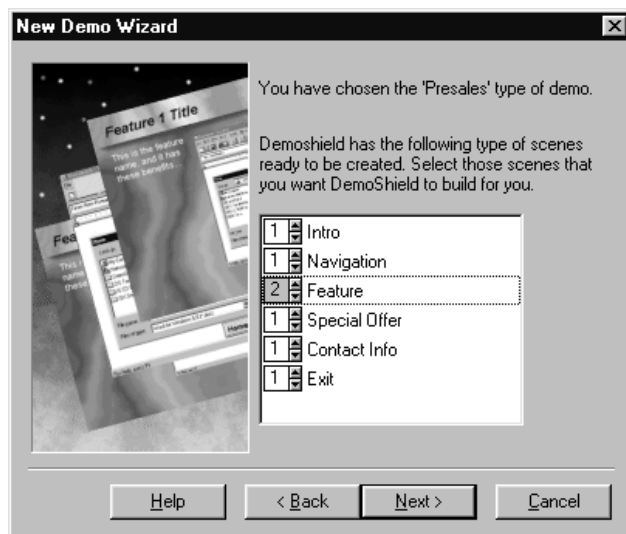 New Demo Wizard
Feature 1 Title
This is the feature
name, and it has
these benefits...
You have chosen the 'Presales' type of demo.
Demoshield has the following type of scenes
ready to be created. Select those scenes that
you want DemoShield to build for you.
1 Intro
1 Navigation
2 Feature
1 Special Offer
1 Contact Info
1 Exit
Help
< Back
Next >
Cancel